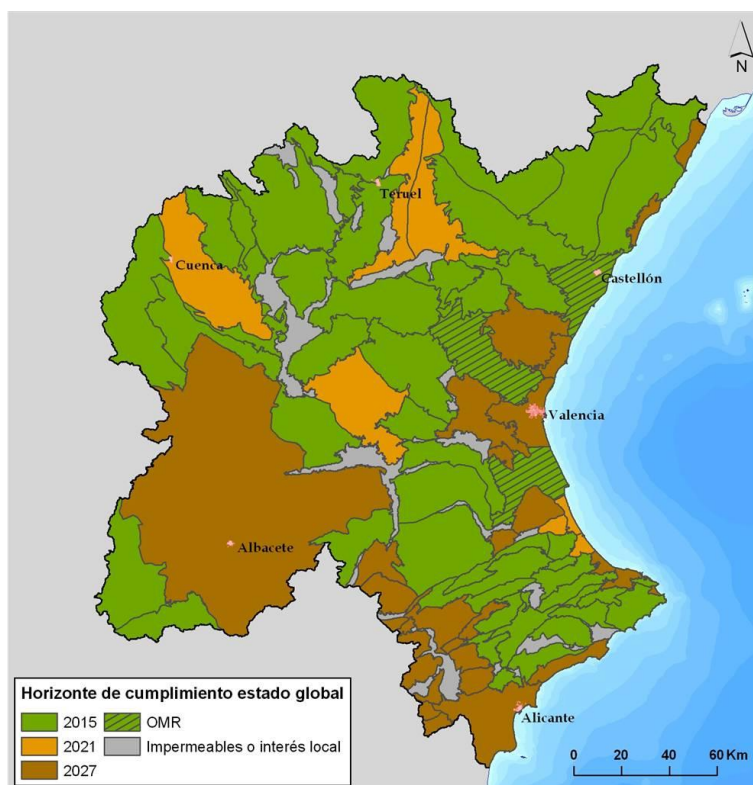 N
Teruel
Cuenca
Castellón
Valencia
Albacete
Alicante
Horizonte de cumplimiento estado global
2015 OMR
2021 Impermeables o interés local
2027
0 20 40 60 Km